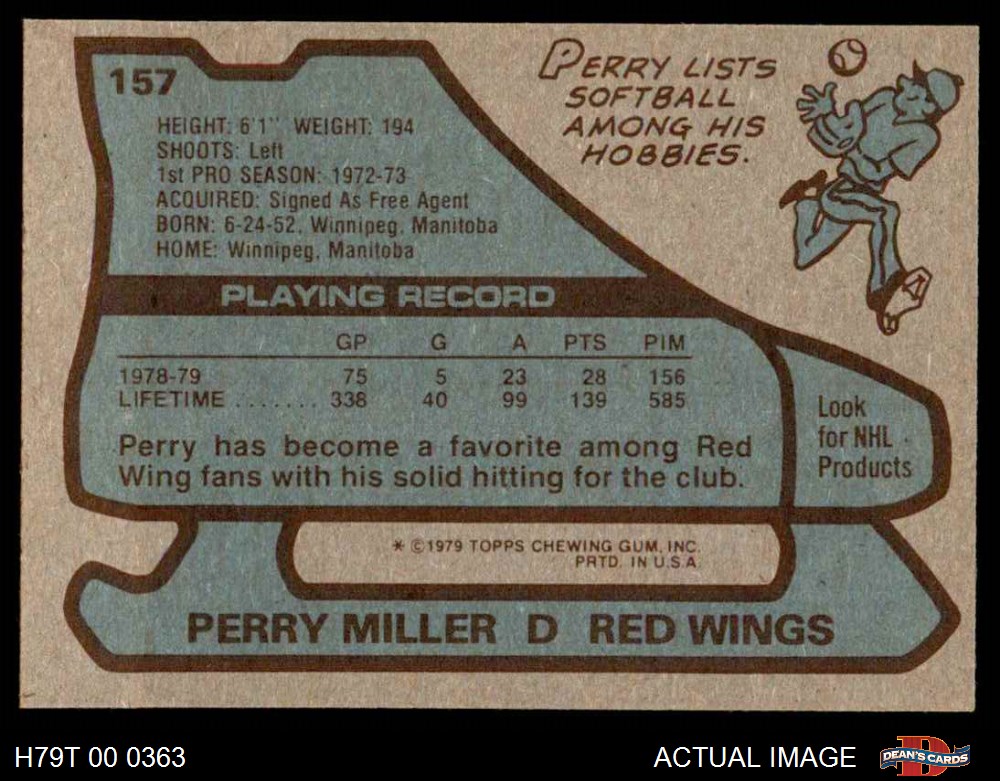 157
PERRY LISTS
SOFTBALL
AMONG HIS
HOBBIES.
HEIGHT: 6'1" WEIGHT: 194
SHOOTS: Left
1st PRO SEASON: 1972-73
ACQUIRED: Signed As Free Agent
BORN: 6-24-52, Winnipeg, Manitoba
HOME: Winnipeg, Manitoba
PLAYING RECORD
GP G A PTS PIM
1978-79 75 5 23 28 156
LIFETIME ....... 338 40 99 139 585
Perry has become a favorite among Red
Wing fans with his solid hitting for the club.
Look
for NHL
Products
* ©1979 TOPPS CHEWING GUM, INC.
PRTD. IN U.S.A.
PERRY MILLER D RED WINGS
H79T 00 0363
ACTUAL IMAGE
DEAN'S CARDS